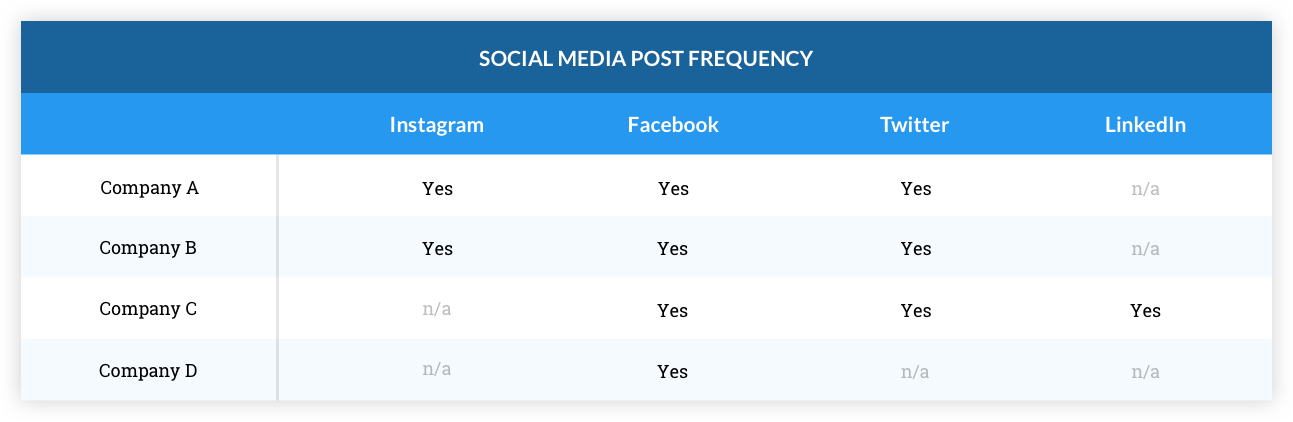 SOCIAL MEDIA POST FREQUENCY
Instagram Facebook Twitter LinkedIn
Company A Yes Yes Yes n/a
Company B Yes Yes Yes n/a
Company C n/a Yes Yes Yes
Company D n/a Yes n/a n/a